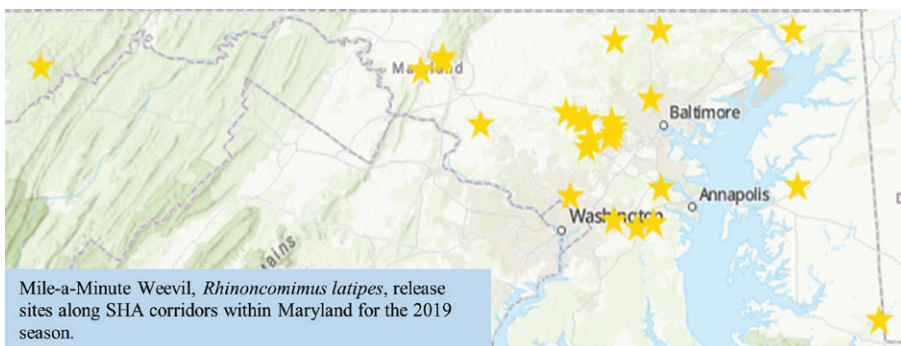 Maryland
Baltimore
Annapolis
Washington
tains
D
Mile-a-Minute Weevil, Rhinoncomimus latipes, release
sites along SHA corridors within Maryland for the 2019
season.